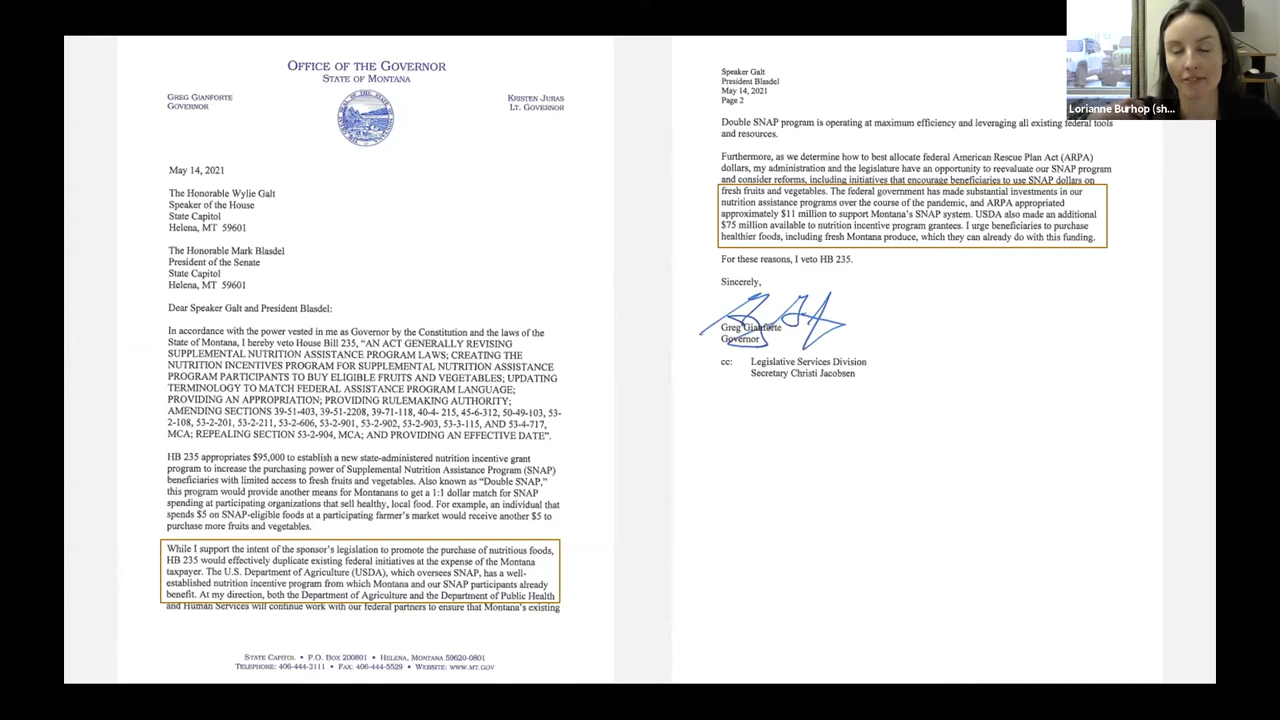 OFFICE OF THE GOVERNOR
STATE OF MONTANA
GREG GIANFORTE
GOVERNOR
KRISTEN JURAS
LT. GOVERNOR
May 14, 2021
The Honorable Wylie Galt
Speaker of the House
State Capitol
Helena, MT 59601
The Honorable Mark Blasdel
President of the Senate
State Capitol
Helena, MT 59601
Dear Speaker Galt and President Blasdel:
In accordance with the power vested in me as Governor by the Constitution and the laws of the
State of Montana, I hereby veto House Bill 235, "AN ACT GENERALLY REVISING
SUPPLEMENTAL NUTRITION ASSISTANCE PROGRAM LAWS; CREATING THE
NUTRITION INCENTIVES PROGRAM FOR SUPPLEMENTAL NUTRITION ASSISTANCE
PROGRAM PARTICIPANTS TO BUY ELIGIBLE FRUITS AND VEGETABLES; UPDATING
TERMINOLOGY TO MATCH FEDERAL ASSISTANCE PROGRAM LANGUAGE;
PROVIDING AN APPROPRIATION; PROVIDING RULEMAKING AUTHORITY;
AMENDING SECTIONS 39-51-403, 39-51-2208, 39-71-118, 40-4- 215, 45-6-312, 50-49-103, 53-
2-108, 53-2-201, 53-2-211, 53-2-606, 53-2-901, 53-2-902, 53-2-903, 53-3-115, AND 53-4-717,
MCA; REPEALING SECTION 53-2-904, MCA; AND PROVIDING AN EFFECTIVE DATE".
HB 235 appropriates $95,000 to establish a new state-administered nutrition incentive grant
program to increase the purchasing power of Supplemental Nutrition Assistance Program (SNAP)
beneficiaries with limited access to fresh fruits and vegetables. Also known as "Double SNAP,"
this program would provide another means for Montanans to get a 1:1 dollar match for SNAP
spending at participating organizations that sell healthy, local food. For example, an individual that
spends $5 on SNAP-eligible foods at a participating farmer's market would receive another $5 to
purchase more fruits and vegetables.
While I support the intent of the sponsor's legislation to promote the purchase of nutritious foods,
HB 235 would effectively duplicate existing federal initiatives at the expense of the Montana
taxpayer. The U.S. Department of Agriculture (USDA), which oversees SNAP, has a well-
established nutrition incentive program from which Montana and our SNAP participants already
benefit. At my direction, both the Department of Agriculture and the Department of Public Health
and Human Services will continue work with our federal partners to ensure that Montana's existing
STATE CAPITOL • P.O. BOX 200801 • HELENA, MONTANA 59620-0801
TELEPHONE: 406-444-3111 • FAX: 406-444-5529 • WEBSITE: WWW.MT.GOV
Speaker Galt
President Blasdel
May 14, 2021
Page 2
Double SNAP program is operating at maximum efficiency and leveraging all existing federal tools
and resources.
Furthermore, as we determine how to best allocate federal American Rescue Plan Act (ARPA)
dollars, my administration and the legislature have an opportunity to reevaluate our SNAP program
and consider reforms, including initiatives that encourage beneficiaries to use SNAP dollars on
fresh fruits and vegetables. The federal government has made substantial investments in our
nutrition assistance programs over the course of the pandemic, and ARPA appropriated
approximately $11 million to support Montana's SNAP system. USDA also made an additional
$75 million available to nutrition incentive program grantees. I urge beneficiaries to purchase
healthier foods, including fresh Montana produce, which they can already do with this funding.
For these reasons, I veto HB 235.
Sincerely,
Greg Gianforte
Governor
cc: Legislative Services Division
Secretary Christi Jacobsen
Lorianne Burhop (sh...